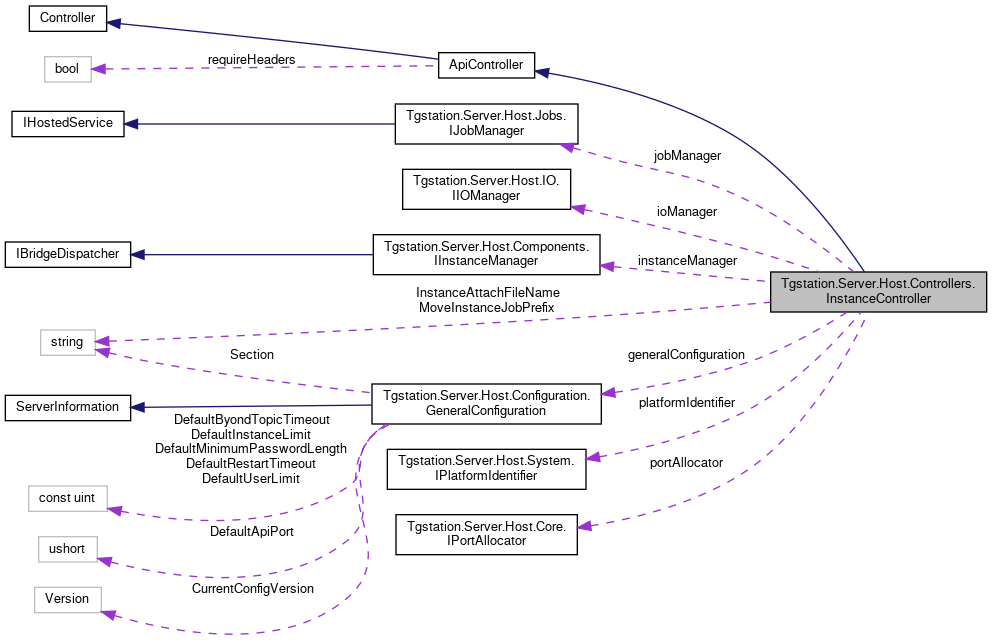 Controller
bool
requireHeaders
ApiController
IHostedService
Tgstation.Server.Host.Jobs.
IJobManager
jobManager
Tgstation.Server.Host.IO.
IIOManager
ioManager
IBridgeDispatcher
Tgstation.Server.Host.Components.
IInstanceManager
instanceManager
Tgstation.Server.Host.Controllers.
InstanceController
InstanceAttachFileName
MoveInstanceJobPrefix
string
Section
generalConfiguration
ServerInformation
Tgstation.Server.Host.Configuration.
GeneralConfiguration
platformIdentifier
DefaultByondTopicTimeout
DefaultInstanceLimit
DefaultMinimumPasswordLength
DefaultRestartTimeout
DefaultUserLimit
Tgstation.Server.Host.System.
IPlatformIdentifier
portAllocator
const uint
DefaultApiPort
Tgstation.Server.Host.Core.
IPortAllocator
ushort
CurrentConfigVersion
Version